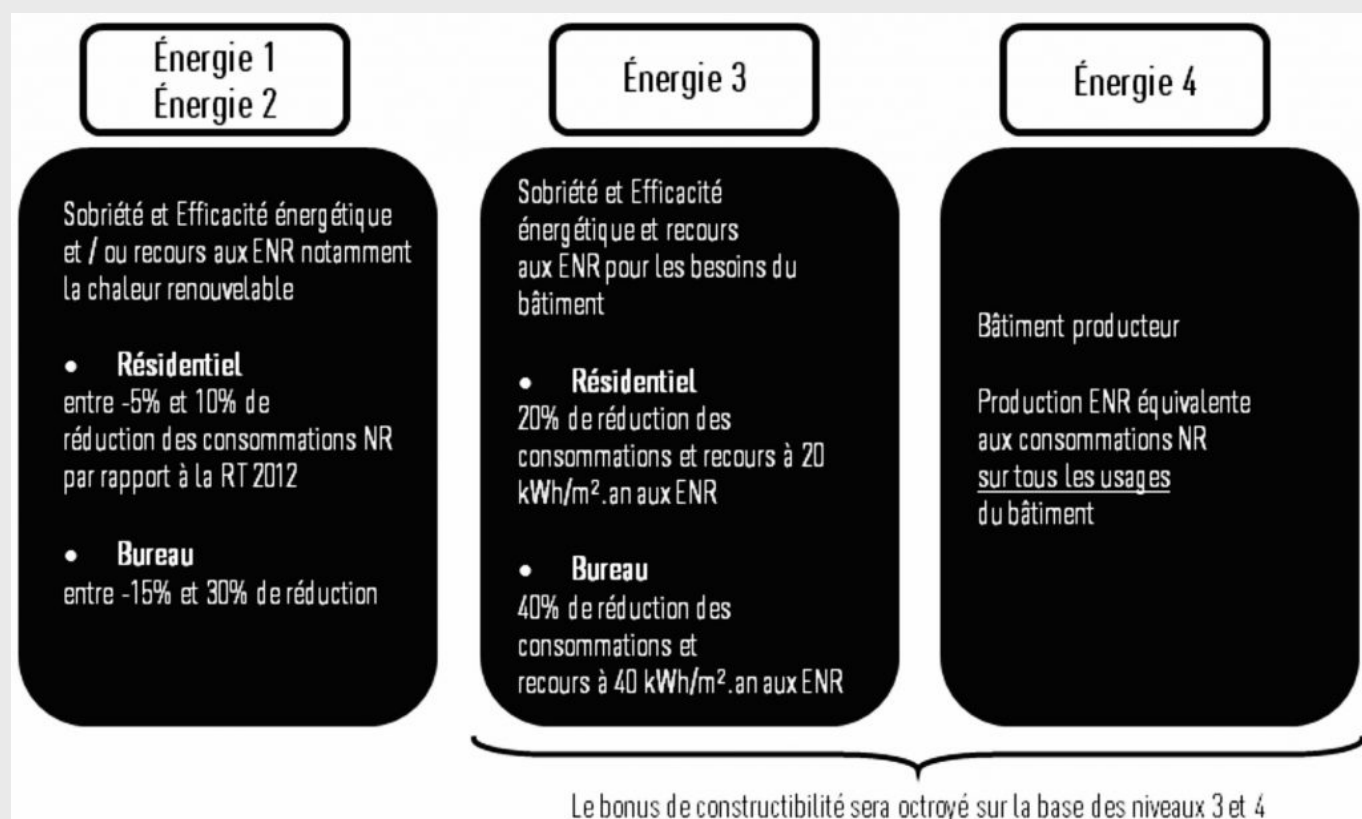 Énergie 1
Énergie 2
Sobriété et Efficacité énergétique
et / ou recours aux ENR notamment
la chaleur renouvelable
• Résidentiel
entre -5% et 10% de
réduction des consommations NR
par rapport à la RT 2012
• Bureau
entre -15% et 30% de réduction
Énergie 3
Sobriété et Efficacité
énergétique et recours
aux ENR pour les besoins du
bâtiment
• Résidentiel
20% de réduction des
consommations et recours à 20
kWh/m².an aux ENR
• Bureau
40% de réduction des
consommations et
recours à 40 kWh/m².an aux ENR
Énergie 4
Bâtiment producteur
Production ENR équivalente
aux consommations NR
sur tous les usages
du bâtiment
Le bonus de constructibilité sera octroyé sur la base des niveaux 3 et 4